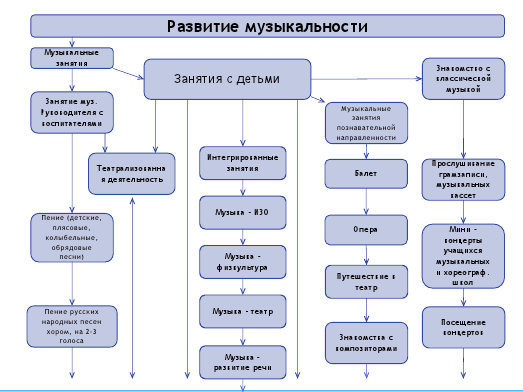 Развитие музыкальности
Музыкальные
занятия
Занятия с детьми
Знакомство с
классической
музыкой
Занятие муз.
Руководителя с
воспитателями
Музыкальные
занятия
познавательной
направленности
Театрализованна
я деятельность
Интегрированные
занятия
Балет
Прослушивание
грамзаписи,
музыкальных
кассет
Пение (детские,
плясовые,
колыбельные,
обрядовые
песни)
Музыка - ИЗО
Опера
Мини -
концерты
учащихся
музыкальных
и хореограф.
школ
Музыка -
физкультура
Путешествие в
театр
Пение русских
народных песен
хором, на 2-3
голоса
Музыка - театр
Знакомства с
композиторами
Посещение
концертов
Музыка -
развитие речи